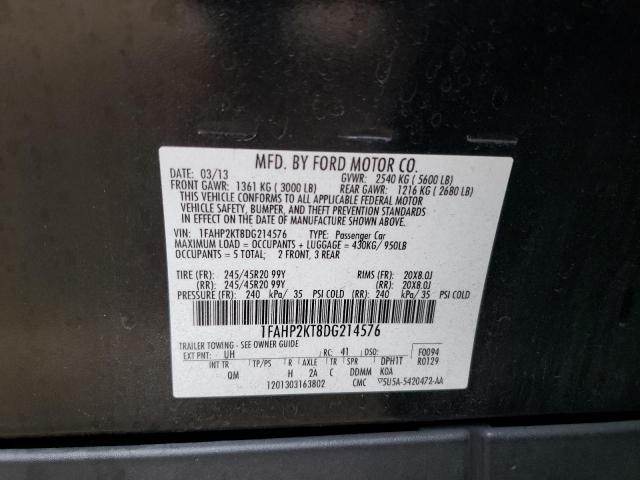 MFD. BY FORD MOTOR CO.
DATE: 03/13 GVWR: 2540 KG ( 5600 LB)
FRONT GAWR: 1361 KG ( 3000 LB) REAR GAWR: 1216 KG ( 2680 LB)
THIS VEHICLE CONFORMS TO ALL APPLICABLE FEDERAL MOTOR
VEHICLE SAFETY, BUMPER, AND THEFT PREVENTION STANDARDS
IN EFFECT ON THE DATE OF MANUFACTURE SHOWN ABOVE.
VIN: 1FAHP2KT8DG214576 TYPE: Passenger Car
MAXIMUM LOAD = OCCUPANTS + LUGGAGE = 430KG/ 950LB
OCCUPANTS = 5 TOTAL; 2 FRONT, 3 REAR
TIRE (FR): 245/45R20 99Y RIMS (FR): 20X8.0J
(RR): 245/45R20 99Y (RR): 20X8.0J
PRESSURE (FR): 240 kPa/ 35 PSI COLD (RR): 240 kPa/ 35 PSI COLD
1FAHP2KT8DG214576
TRAILER TOWING - SEE OWNER GUIDE
EXT PNT: UH RC: 41 DSO: F0094
INT TR TP/PS R AXLE TR SPR DPH1T R0129
QM H 2A C DDMM KOA
1201303163802 CMC 5U5A-5420472-AA